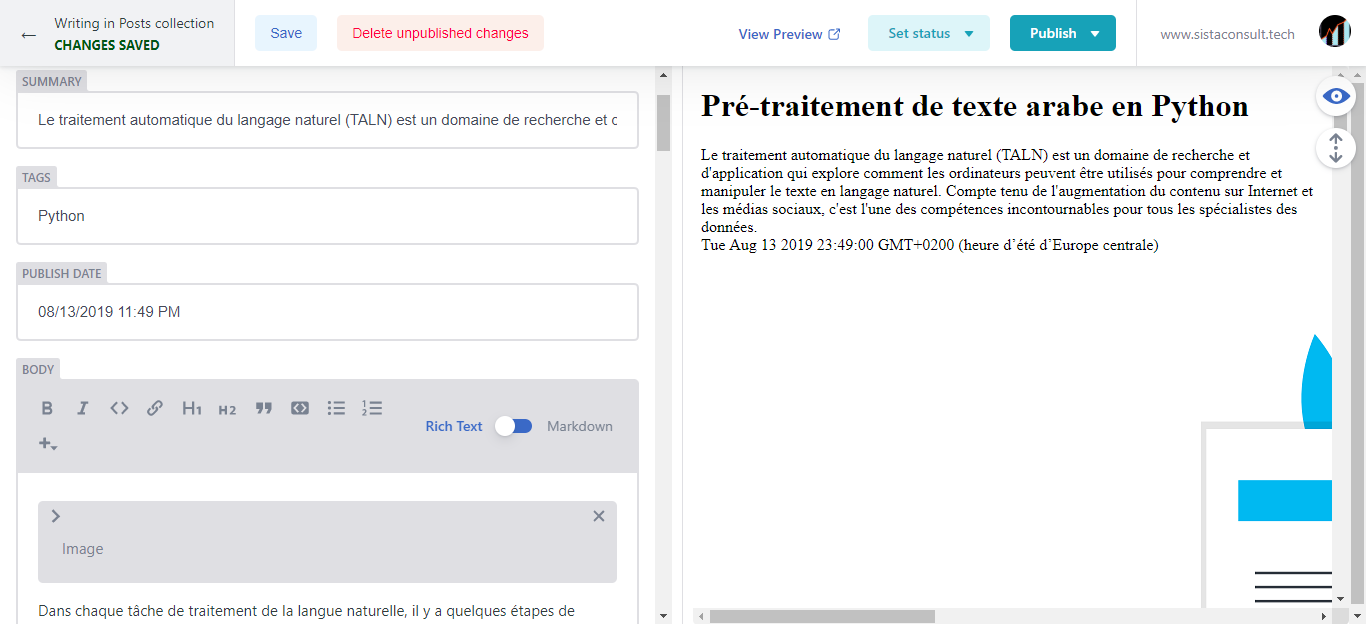 Writing in Posts collection
CHANGES SAVED
Save
Delete unpublished changes
View Preview
Set status
Publish
www.sistaconsult.tech
SUMMARY
Le traitement automatique du langage naturel (TALN) est un domaine de recherche et
TAGS
Python
PUBLISH DATE
08/13/2019 11:49 PM
BODY
B I H1 H2
Rich Text
Markdown
Image
Dans chaque tâche de traitement de la langue naturelle, il y a quelques étapes de
Pré-traitement de texte arabe en Python
Le traitement automatique du langage naturel (TALN) est un domaine de recherche et
d'application qui explore comment les ordinateurs peuvent être utilisés pour comprendre et
manipuler le texte en langage naturel. Compte tenu de l'augmentation du contenu sur Internet et
les médias sociaux, c'est l'une des compétences incontournables pour tous les spécialistes des
données.
Tue Aug 13 2019 23:49:00 GMT+0200 (heure d’été d’Europe centrale)